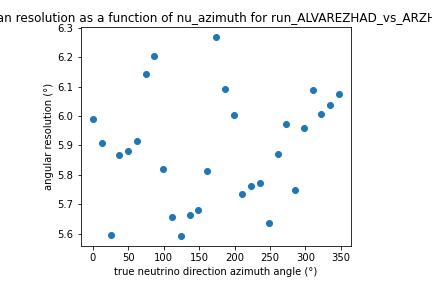 resolution as a function of nu_azimuth for run_ALVAREZHAD_vs_ARZH
angular resolution (°)
6.3
6.2
6.1
6.0
5.9
5.8
5.7
5.6
0 50 100 150 200 250 300 350
true neutrino direction azimuth angle (°)